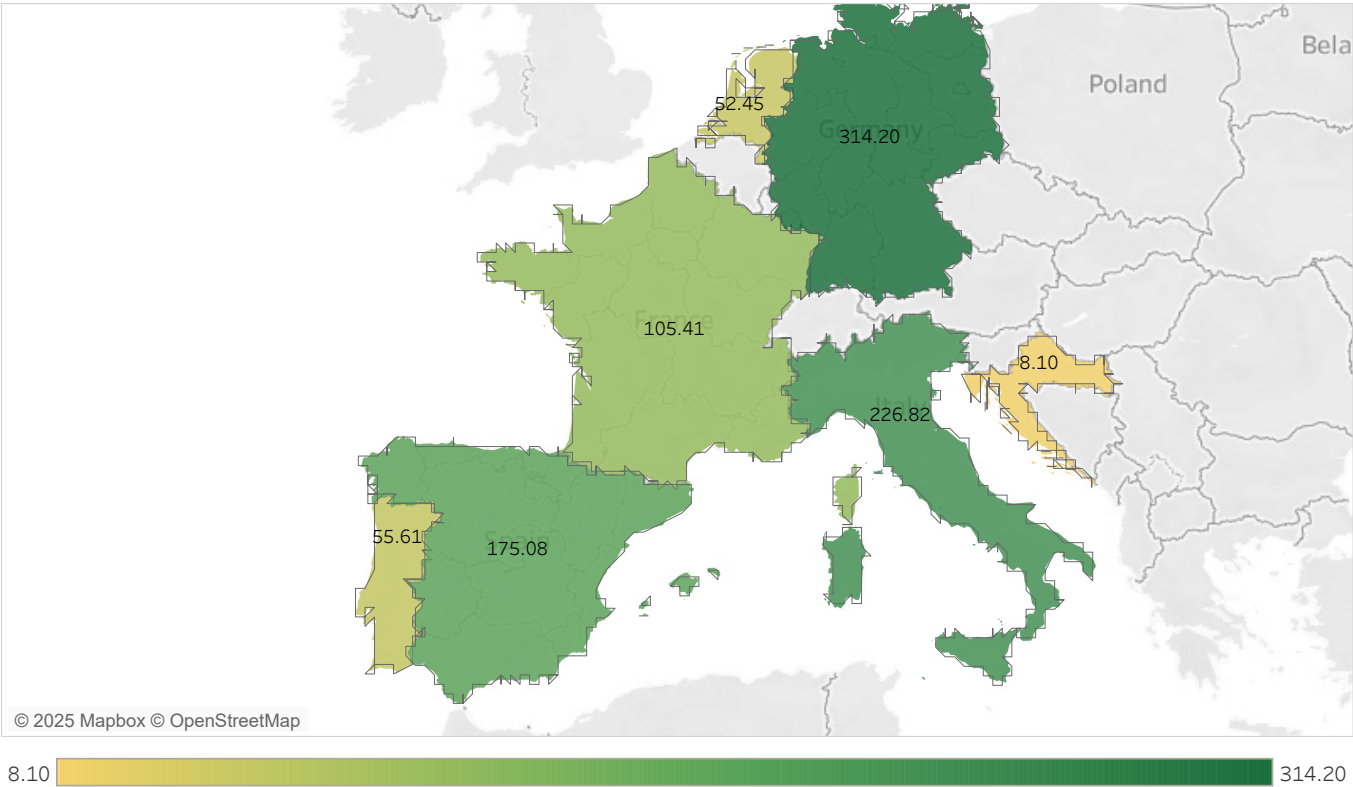 Bela
Poland
52.45
Germany
314.20
France
105.41
8.10
Italy
226.82
55.61
Spain
175.08
© 2025 Mapbox © OpenStreetMap
8.10
314.20